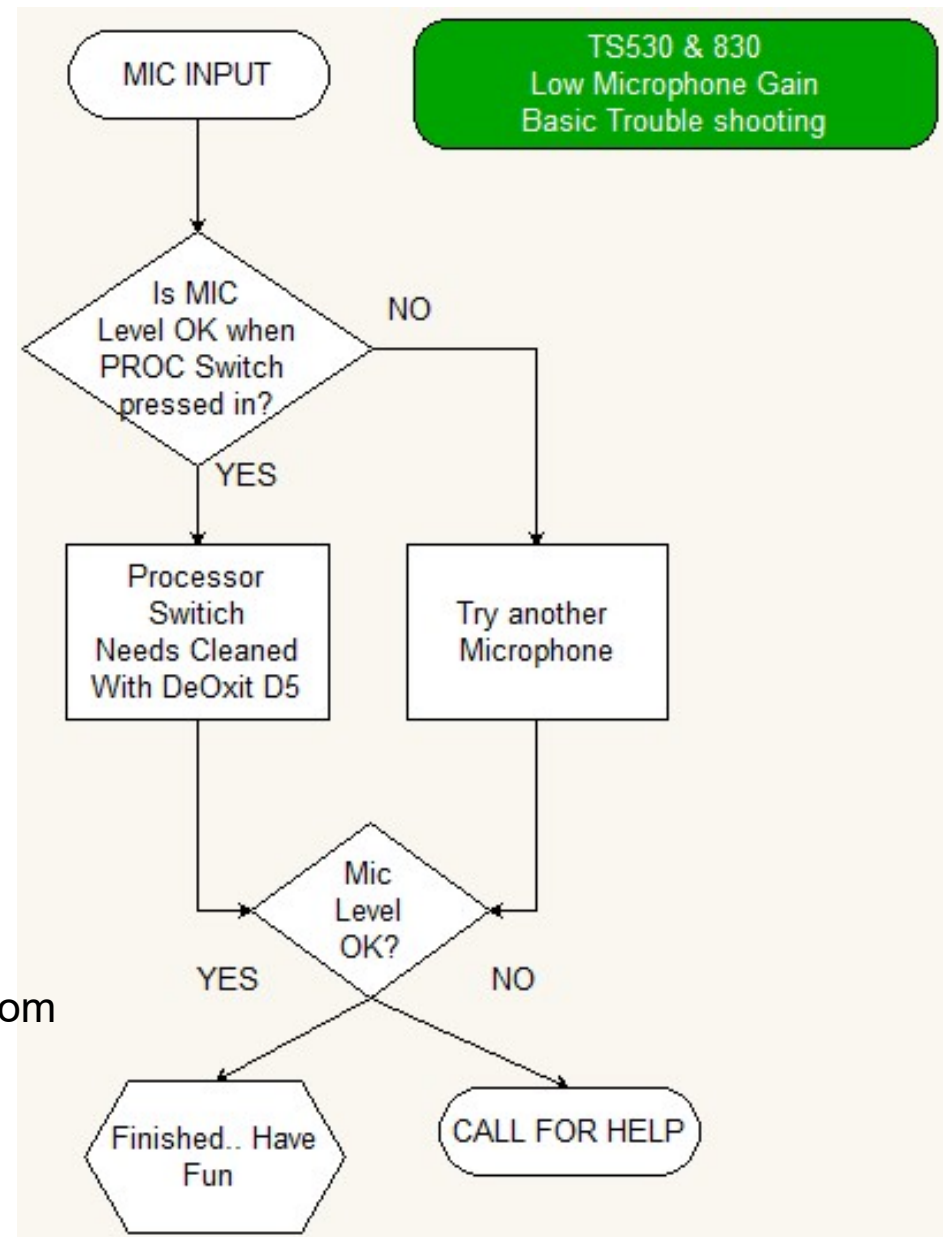 MIC INPUT
TS530 & 830
Low Microphone Gain
Basic Trouble shooting
Is MIC
Level OK when
PROC Switch
pressed in?
NO
YES
Processor
Switich
Needs Cleaned
With DeOxit D5
Try another
Microphone
Mic
Level
OK?
YES
NO
om
Finished.. Have
Fun
CALL FOR HELP